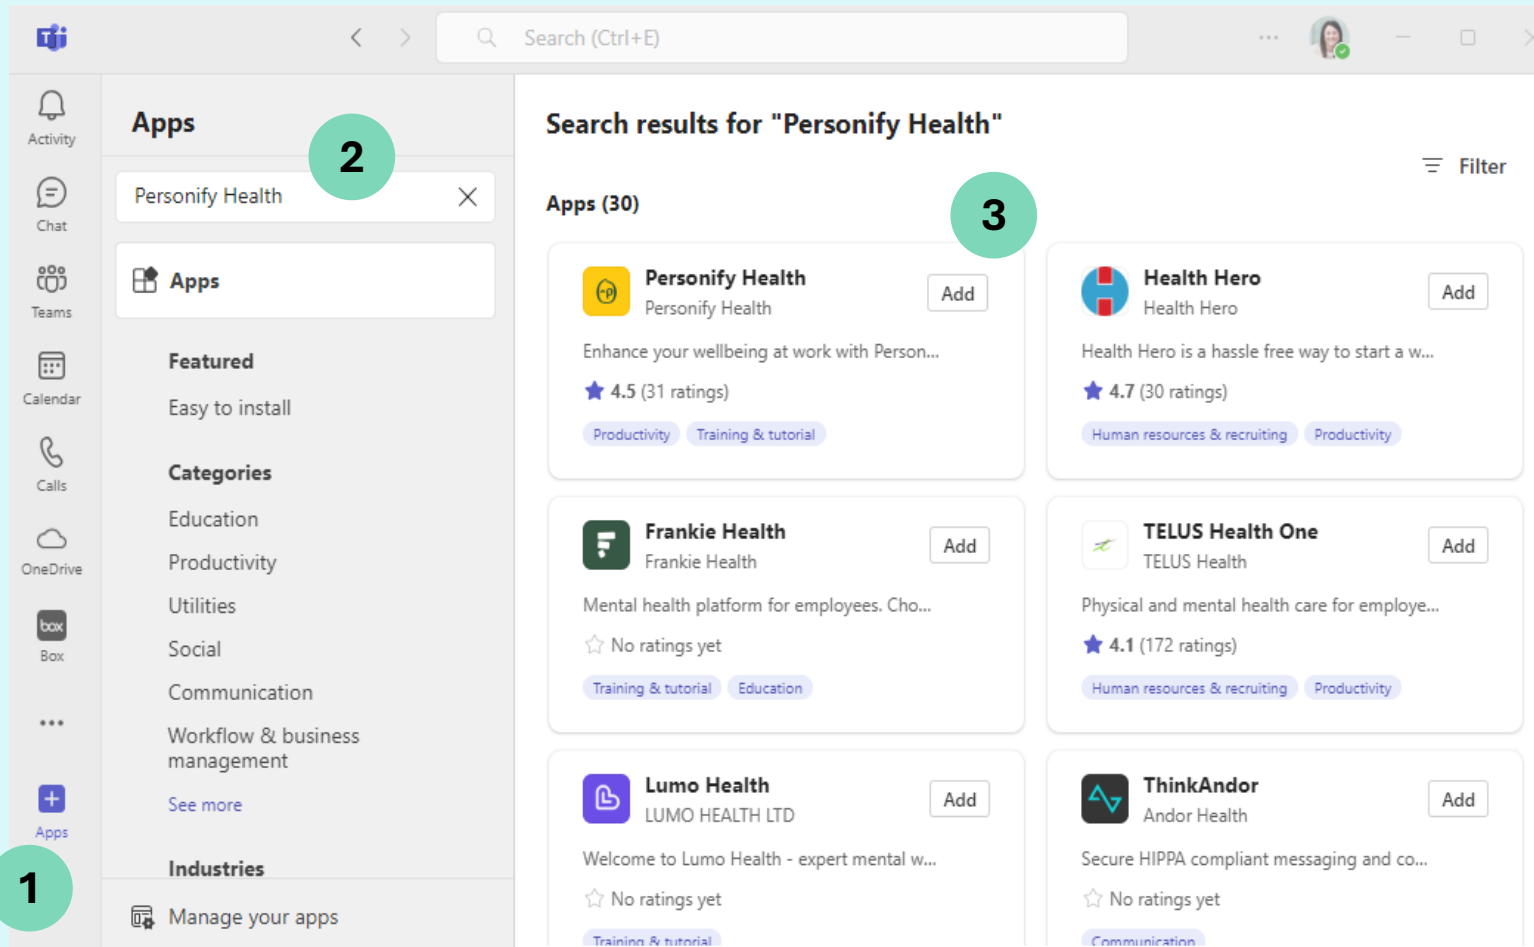 Search (Ctrl+E)
Activity
Chat
Teams
Calendar
Calls
OneDrive
box
Box
Apps
1
Apps
2
Personify Health
Apps
Featured
Easy to install
Categories
Education
Productivity
Utilities
Social
Communication
Workflow & business
management
See more
Industries
Manage your apps
Search results for "Personify Health"
Filter
Apps (30)
3
Personify Health
Personify Health
Add
Enhance your wellbeing at work with Person...
4.5 (31 ratings)
Productivity Training & tutorial
Health Hero
Health Hero
Add
Health Hero is a hassle free way to start a w...
4.7 (30 ratings)
Human resources & recruiting Productivity
Frankie Health
Frankie Health
Add
Mental health platform for employees. Cho...
No ratings yet
Training & tutorial Education
TELUS Health One
TELUS Health
Add
Physical and mental health care for employe...
4.1 (172 ratings)
Human resources & recruiting Productivity
Lumo Health
LUMO HEALTH LTD
Add
Welcome to Lumo Health - expert mental w...
No ratings yet
Training & tutorial
ThinkAndor
Andor Health
Add
Secure HIPPA compliant messaging and co...
No ratings yet
Communication